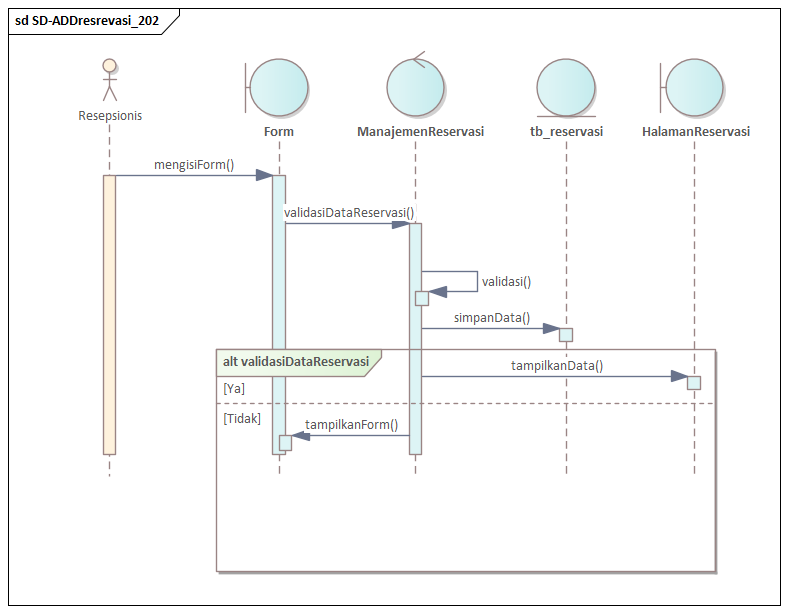 sd SD-ADDresrevasi_202
Resepsionis
Form
ManajemenReservasi
tb_reservasi
HalamanReservasi
mengisiForm()
validasiDataReservasi()
validasi()
simpanData()
alt validasiDataReservasi
tampilkanData()
[Ya]
[Tidak]
tampilkanForm()